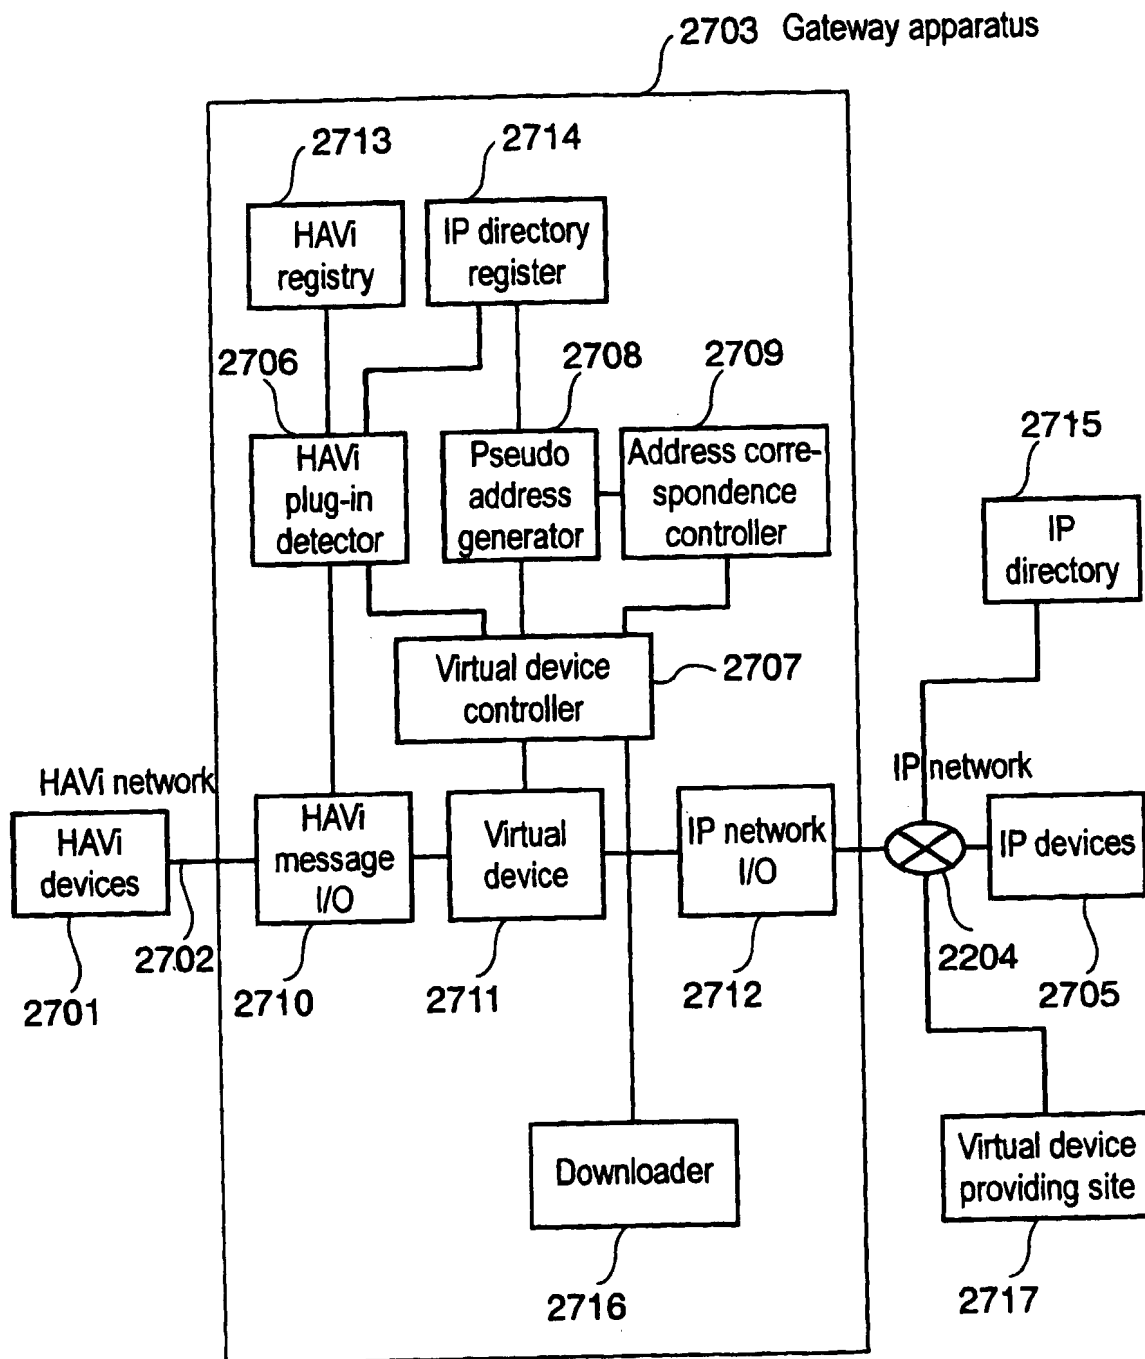 2703 Gateway apparatus
2713
2714
HAVi
registry
IP directory
register
2706
2708
2709
HAVi
plug-in
detector
Pseudo
address
generator
Address corre-
spondence
controller
2715
IP
directory
Virtual device
controller
2707
HAVi network
IP network
HAVi
devices
HAVi
message
I/O
Virtual
device
IP network
I/O
IP devices
2702
2701
2710
2711
2712
2204
2705
Downloader
Virtual device
providing site
2716
2717